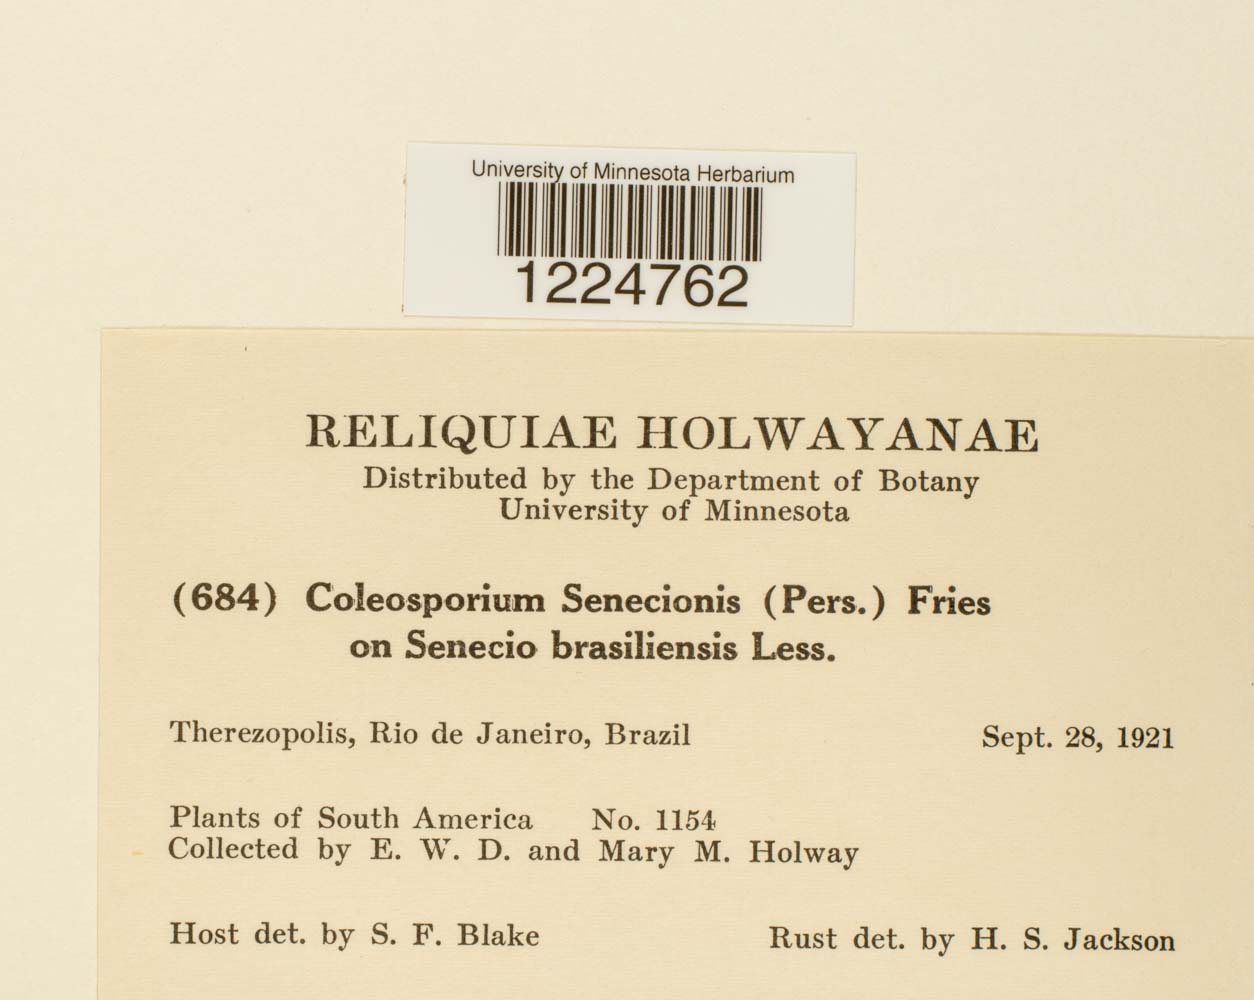 University of Minnesota Herbarium
1224762
RELIQUIAE HOLWAYANAE
Distributed by the Department of Botany
University of Minnesota
(684) Coleosporium Senecionis (Pers.) Fries
on Senecio brasiliensis Less.
Therezopolis, Rio de Janeiro, Brazil Sept. 28, 1921
Plants of South America No. 1154
Collected by E. W. D. and Mary M. Holway
Host det. by S. F. Blake Rust det. by H. S. Jackson